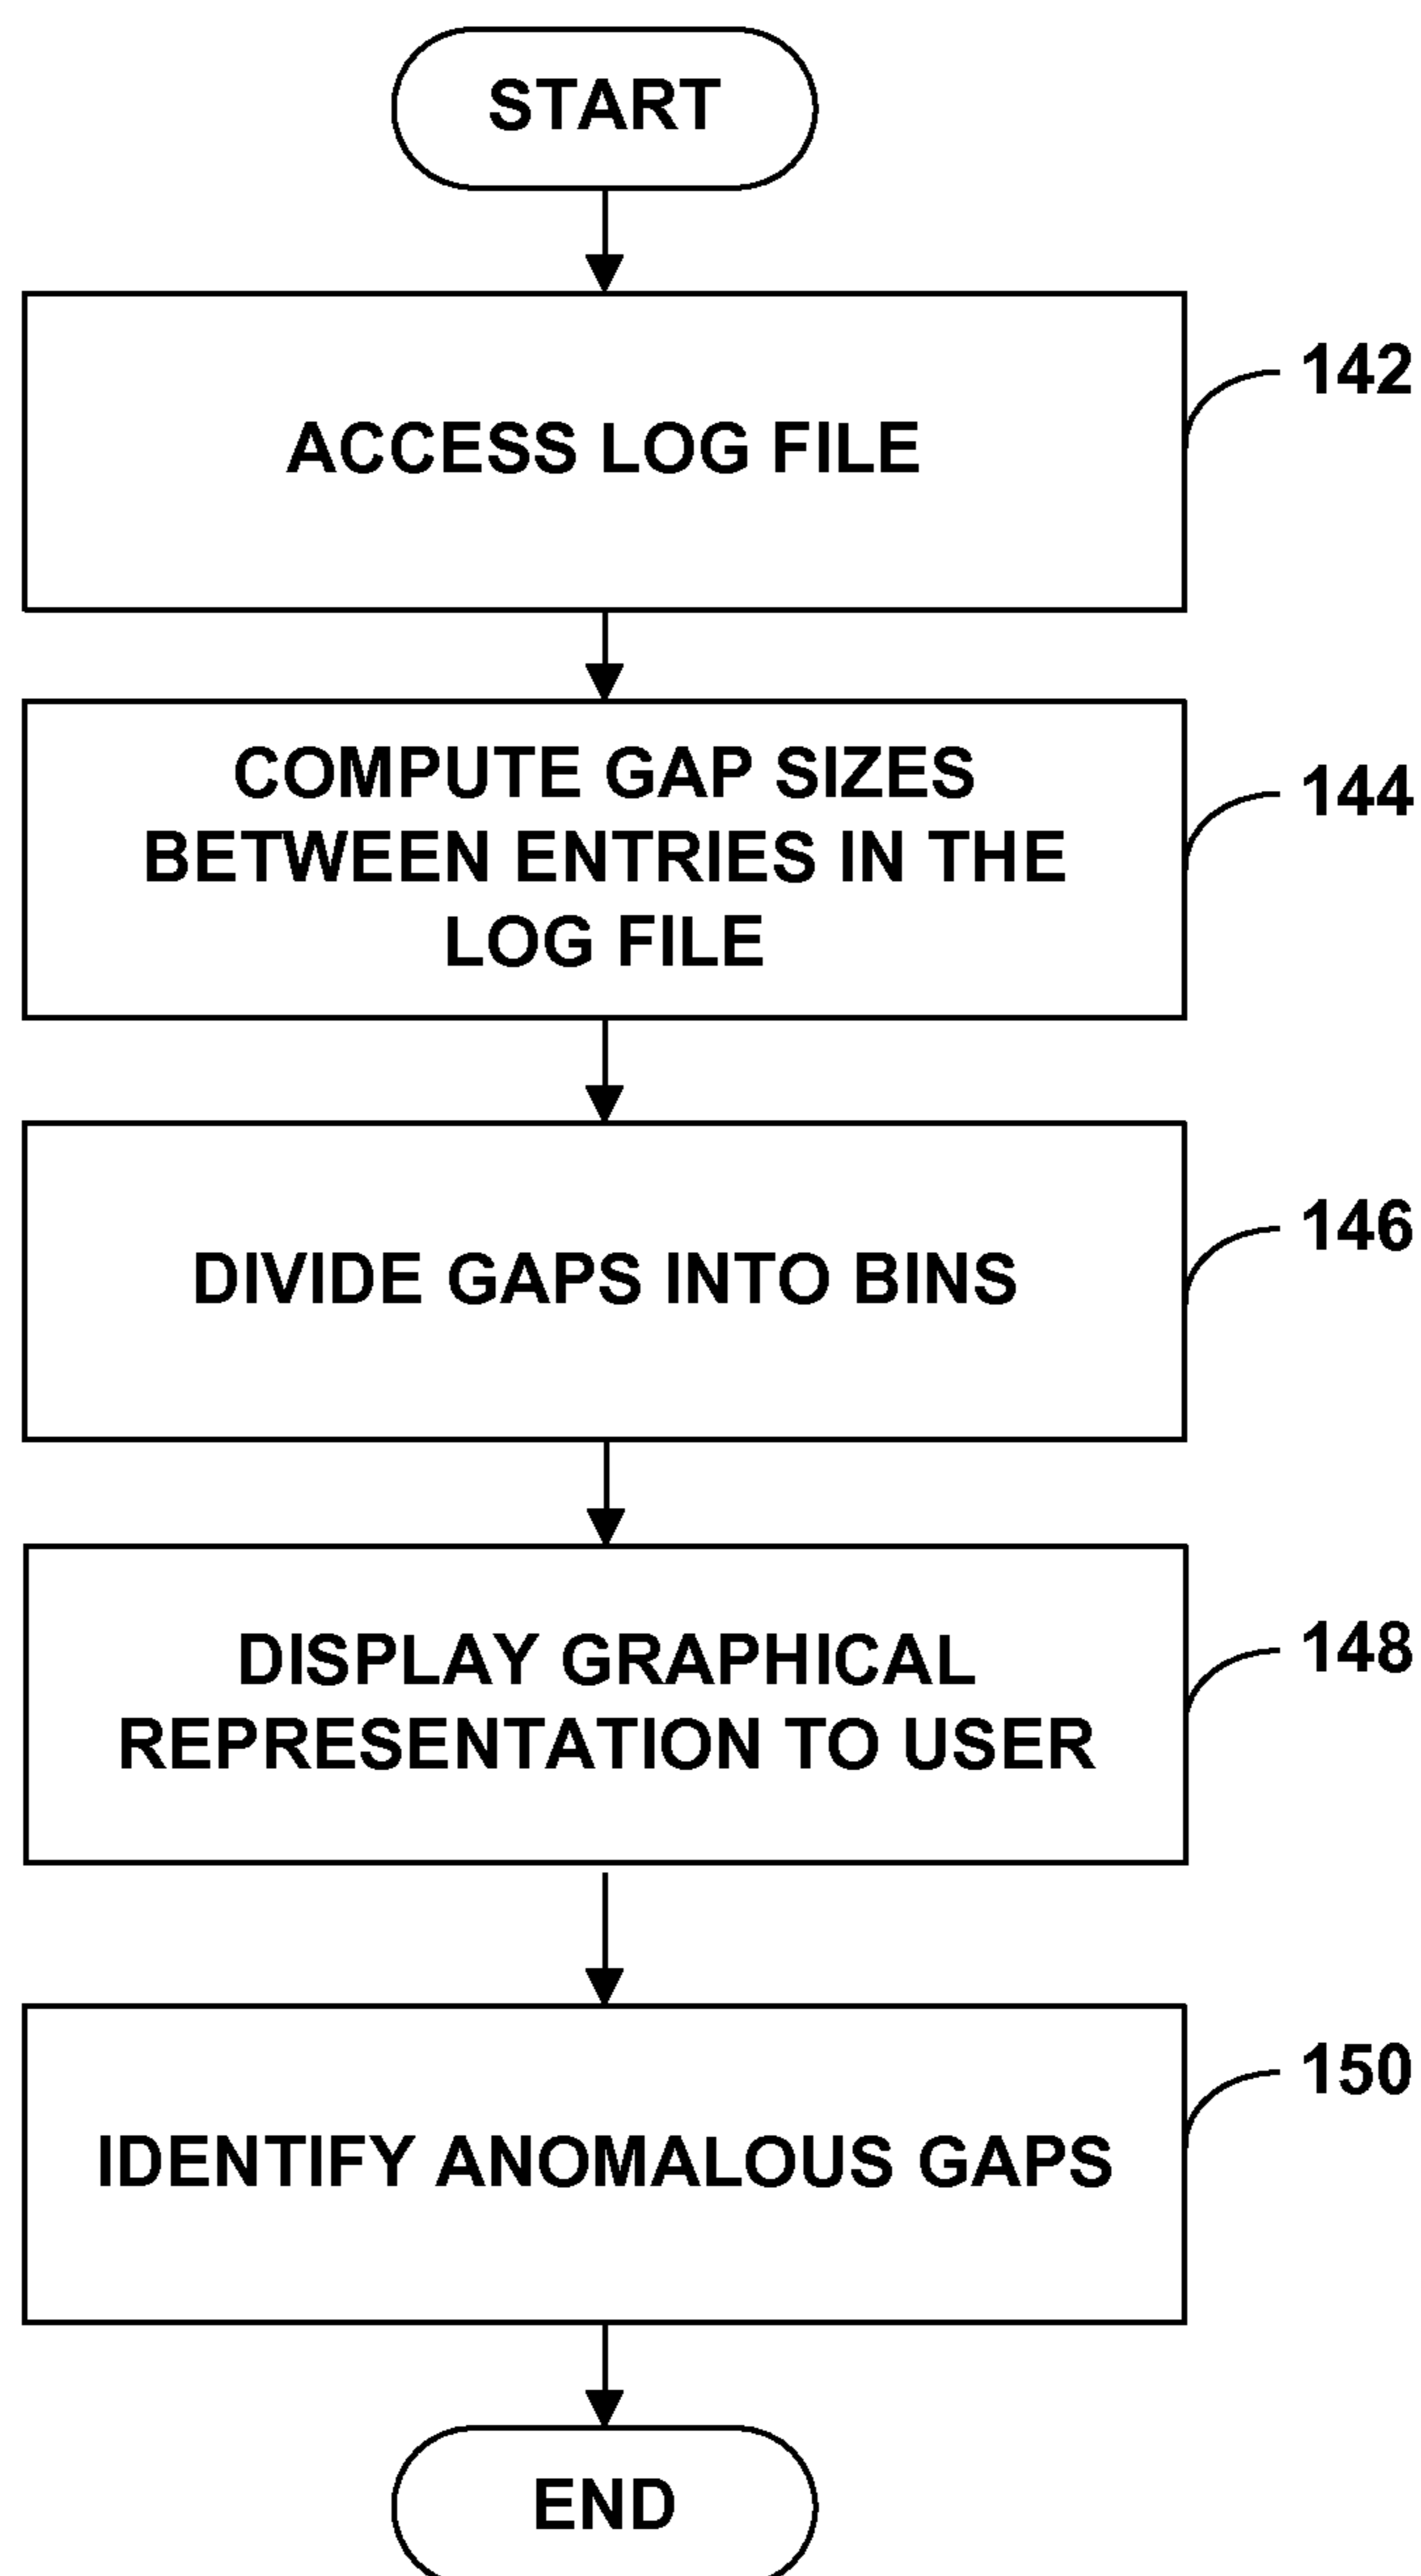 START
ACCESS LOG FILE
142
COMPUTE GAP SIZES
BETWEEN ENTRIES IN THE
LOG FILE
144
DIVIDE GAPS INTO BINS
146
DISPLAY GRAPHICAL
REPRESENTATION TO USER
148
IDENTIFY ANOMALOUS GAPS
150
END